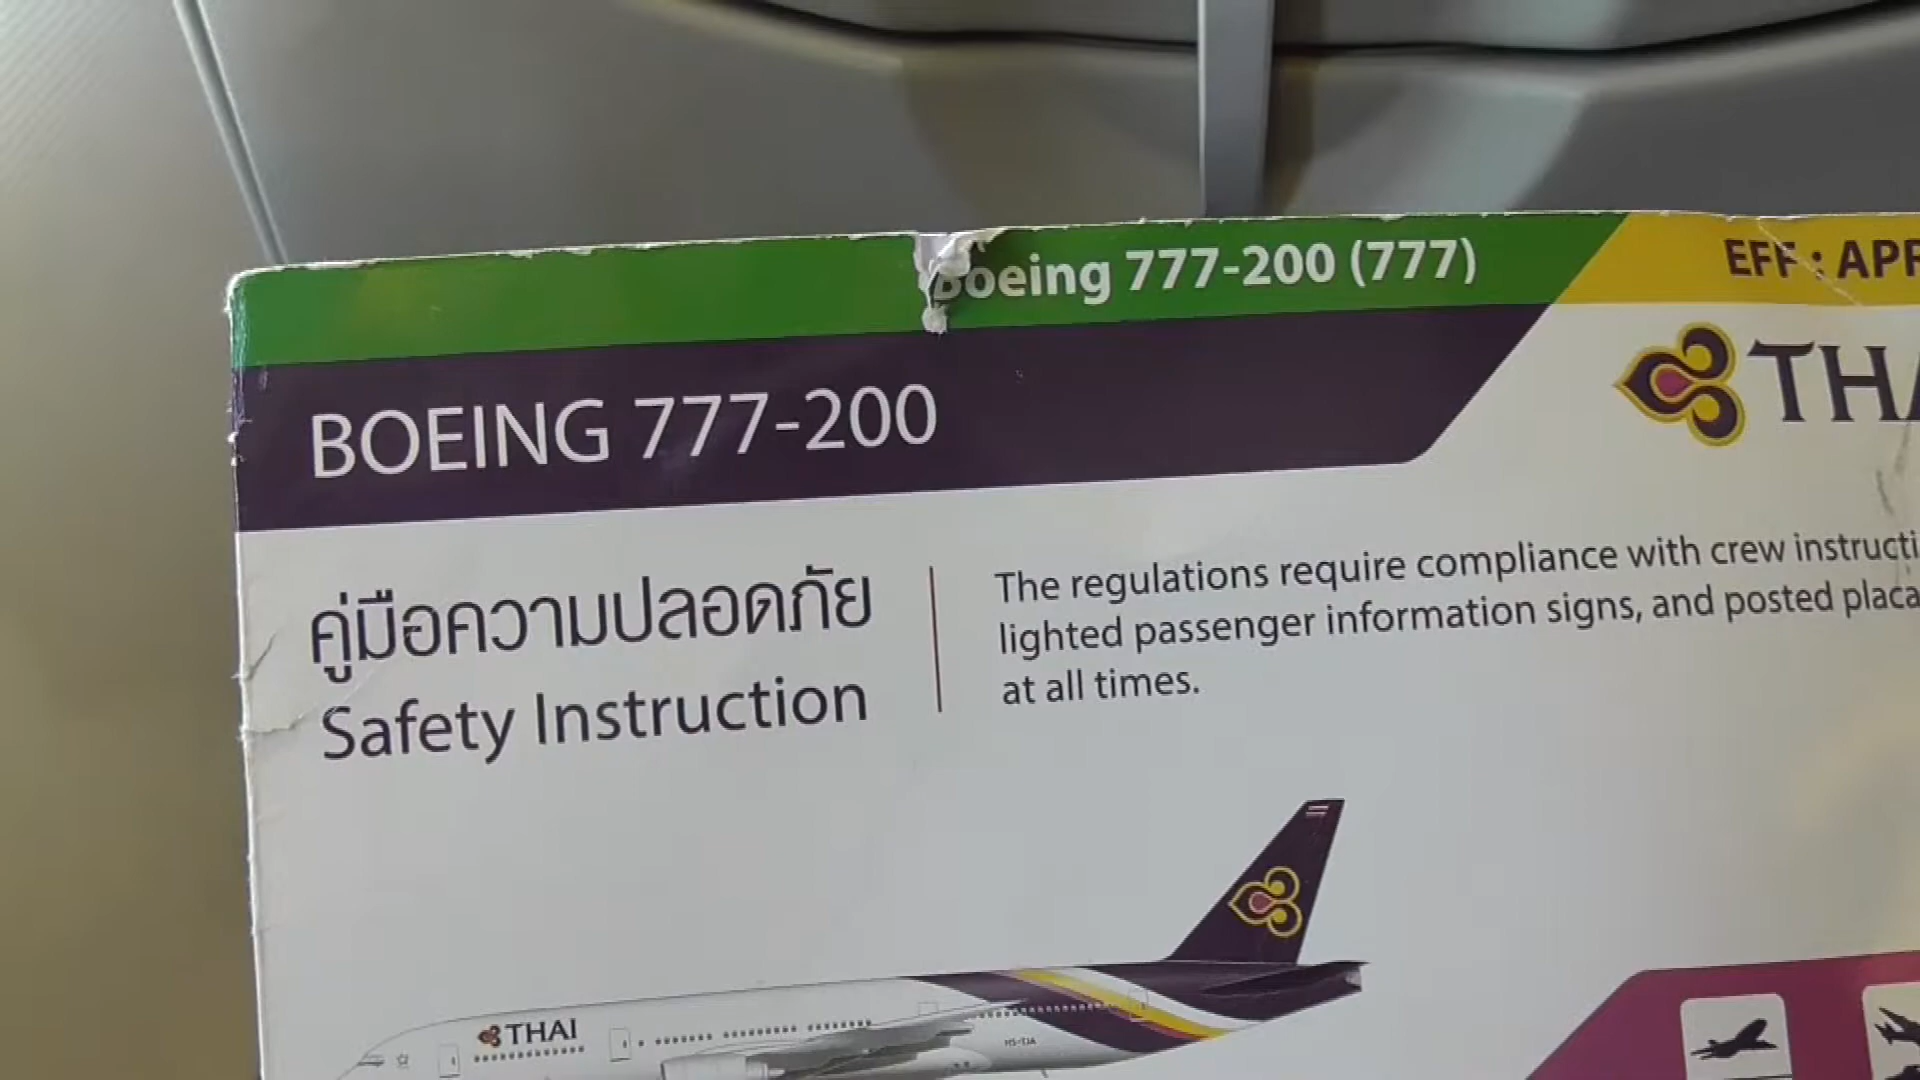 Boeing 777-200 (777)
EFF : APR
BOEING 777-200
THA
คู่มือความปลอดภัย
Safety Instruction
The regulations require compliance with crew instructi
lighted passenger information signs, and posted placa
at all times.
THAI
HS-TJA